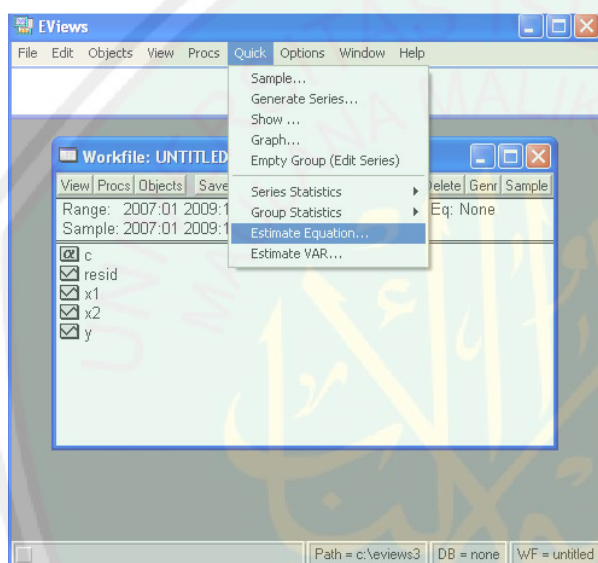 EViews
File Edit Objects View Procs Quick Options Window Help
Sample...
Generate Series...
Show ...
Graph...
Empty Group (Edit Series)
Series Statistics
Group Statistics
Estimate Equation...
Estimate VAR...
Workfile: UNTITLED
View Procs Objects Save
Genr Sample
Range: 2007:01 2009:1
Eq: None
Sample: 2007:01 2009:1
c
resid
x1
x2
y
Path = c:\eviews3 DB = none WF = untitled